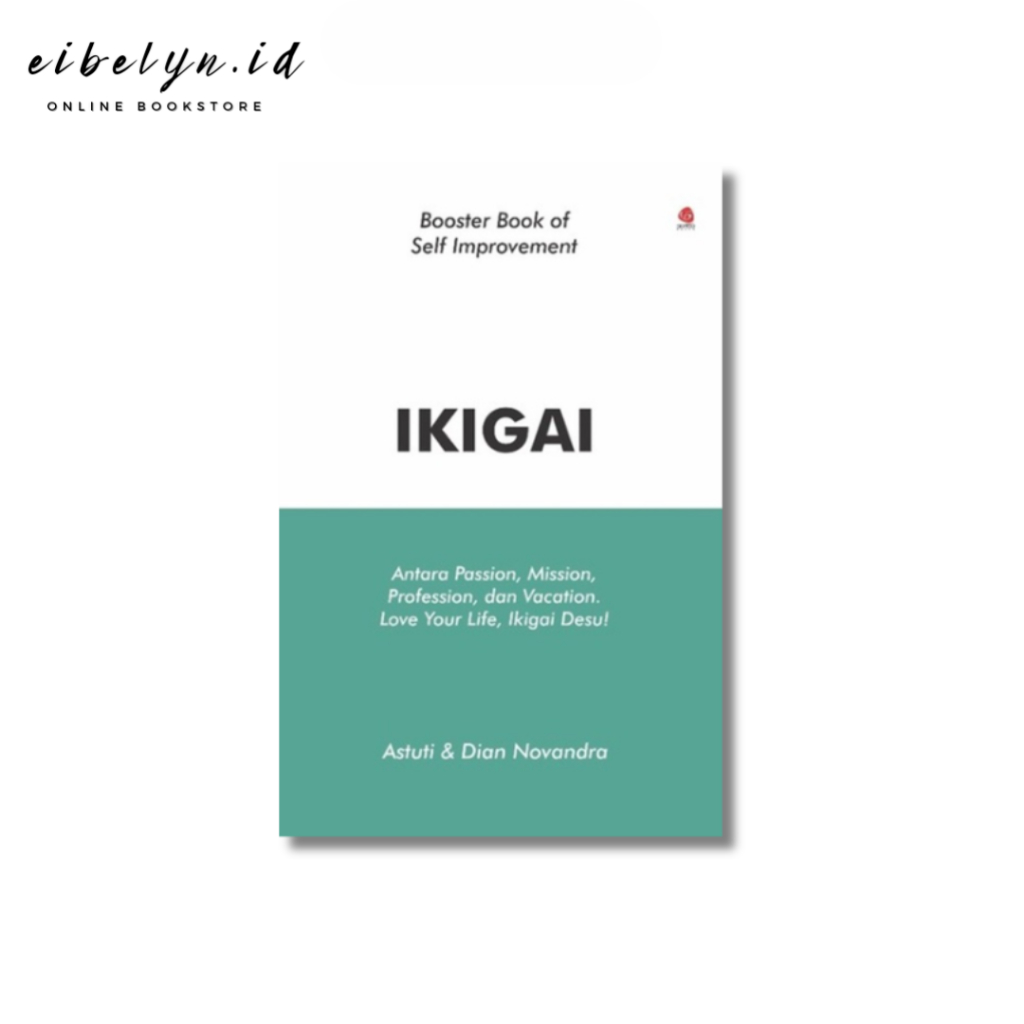 eibelyn.id
ONLINE BOOKSTORE
Booster Book of
Self Improvement
IKIGAI
Antara Passion, Mission,
Profession, dan Vacation.
Love Your Life, Ikigai Desu!
Astuti & Dian Novandra